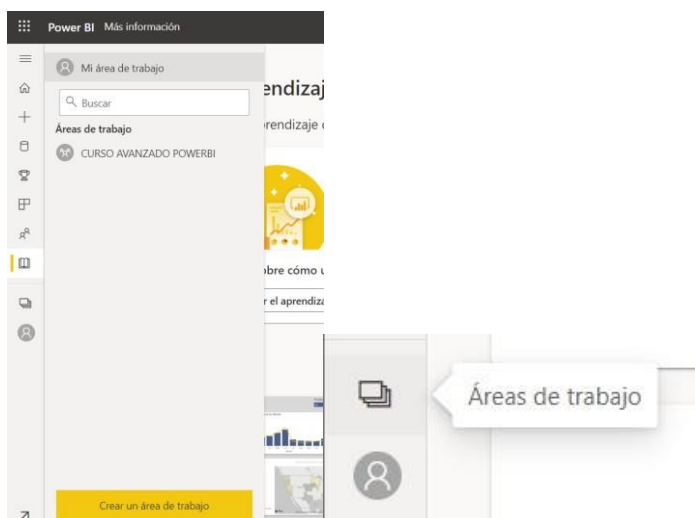 Power BI Más información
Mi área de trabajo
Buscar
Áreas de trabajo
CURSO AVANZADO POWERBI
Crear un área de trabajo
endizaj
rendizaje
bre cómo u
r el aprendiza
Áreas de trabajo